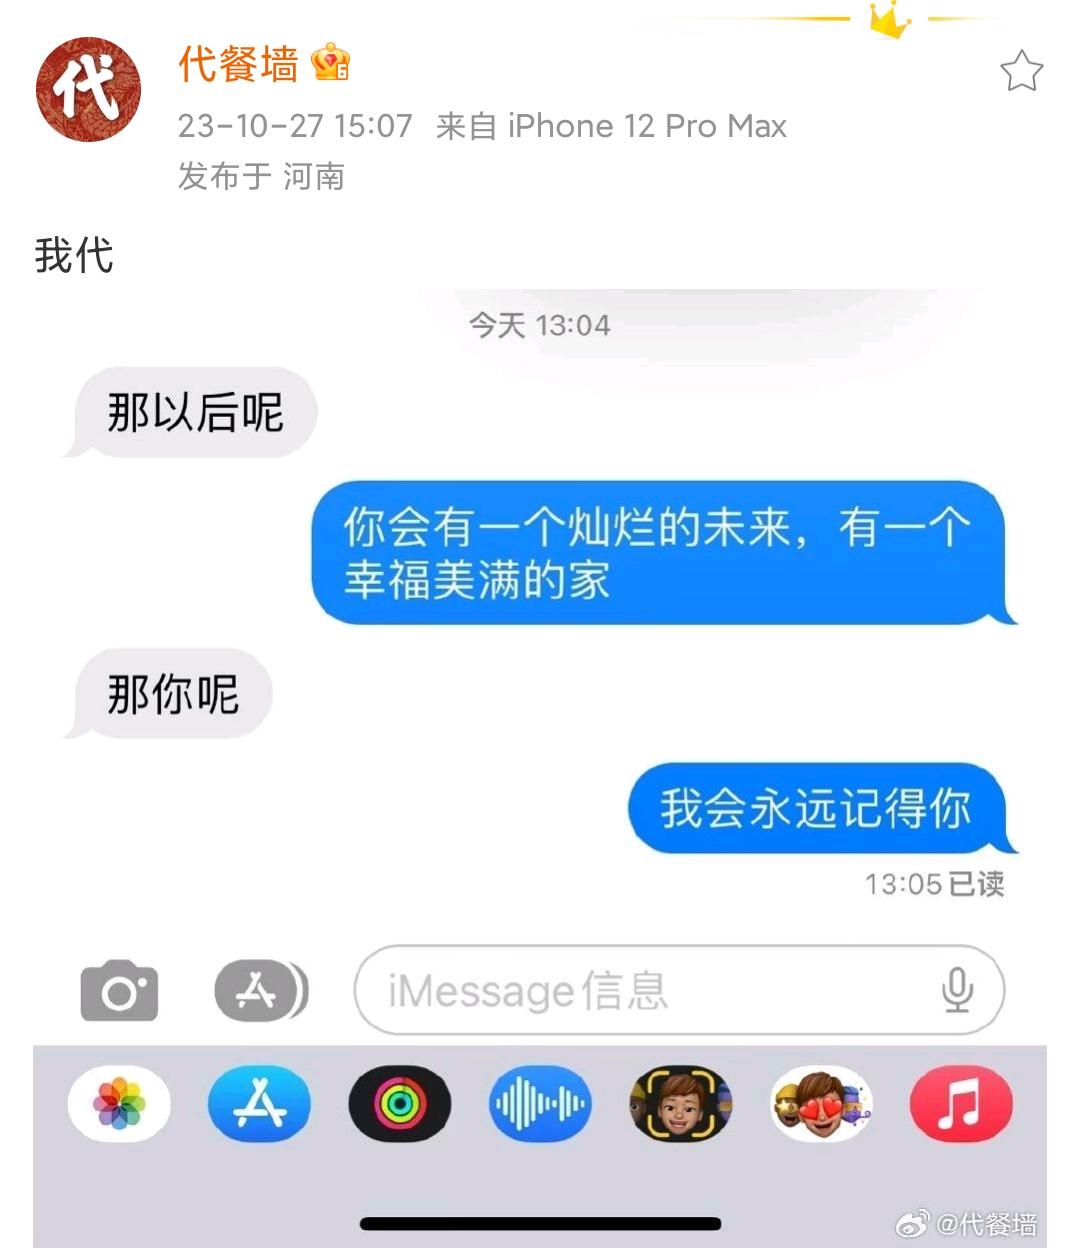 代
代餐墙
23-10-27 15:07 来自 iPhone 12 Pro Max
发布于 河南
我代
今天 13:04
那以后呢
你会有一个灿烂的未来，有一个
幸福美满的家
那你呢
我会永远记得你
13:05已读
iMessage信息
@代餐墙